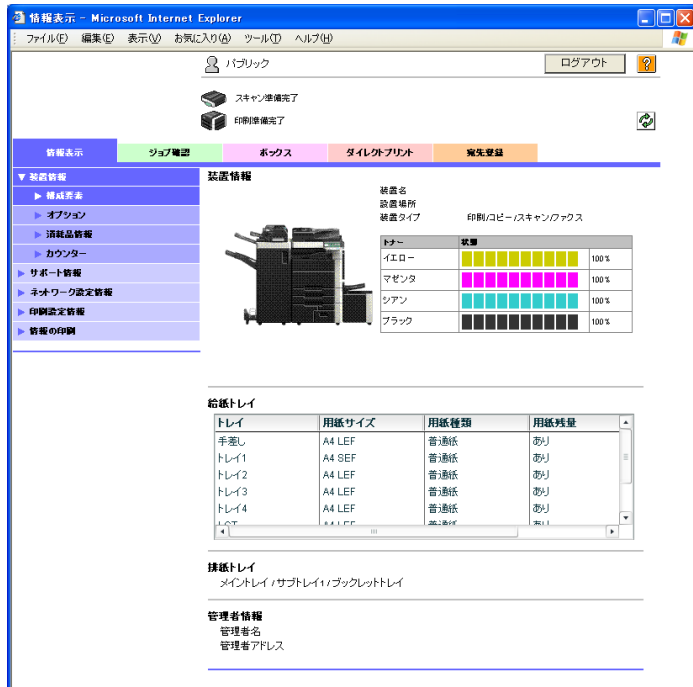 情報表示 - Microsoft Internet Explorer
ファイル(F) 編集(E) 表示(V) お気に入り(A) ツール(T) ヘルプ(H)
パブリック
ログアウト
?
スキャン準備完了
印刷準備完了
情報表示 ジョブ確認 ボックス ダイレクトプリント 宛先登録
▼ 装置情報
▶ 構成要素
▶ オプション
▶ 消耗品情報
▶ カウンター
▶ サポート情報
▶ ネットワーク設定情報
▶ 印刷設定情報
▶ 情報の印刷
装置情報
装置名
設置場所
装置タイプ 印刷/コピー/スキャン/ファクス
トナー 状態
イエロー 100 %
マゼンタ 100 %
シアン 100 %
ブラック 100 %
給紙トレイ
トレイ 用紙サイズ 用紙種類 用紙残量
手差し A4 LEF 普通紙 あり
トレイ1 A4 SEF 普通紙 あり
トレイ2 A4 LEF 普通紙 あり
トレイ3 A4 LEF 普通紙 あり
トレイ4 A4 LEF 普通紙 あり
LCT A4 LEF 普通紙 あり
排紙トレイ
メイントレイ / サブトレイ1 / ブックレットトレイ
管理者情報
管理者名
管理者アドレス